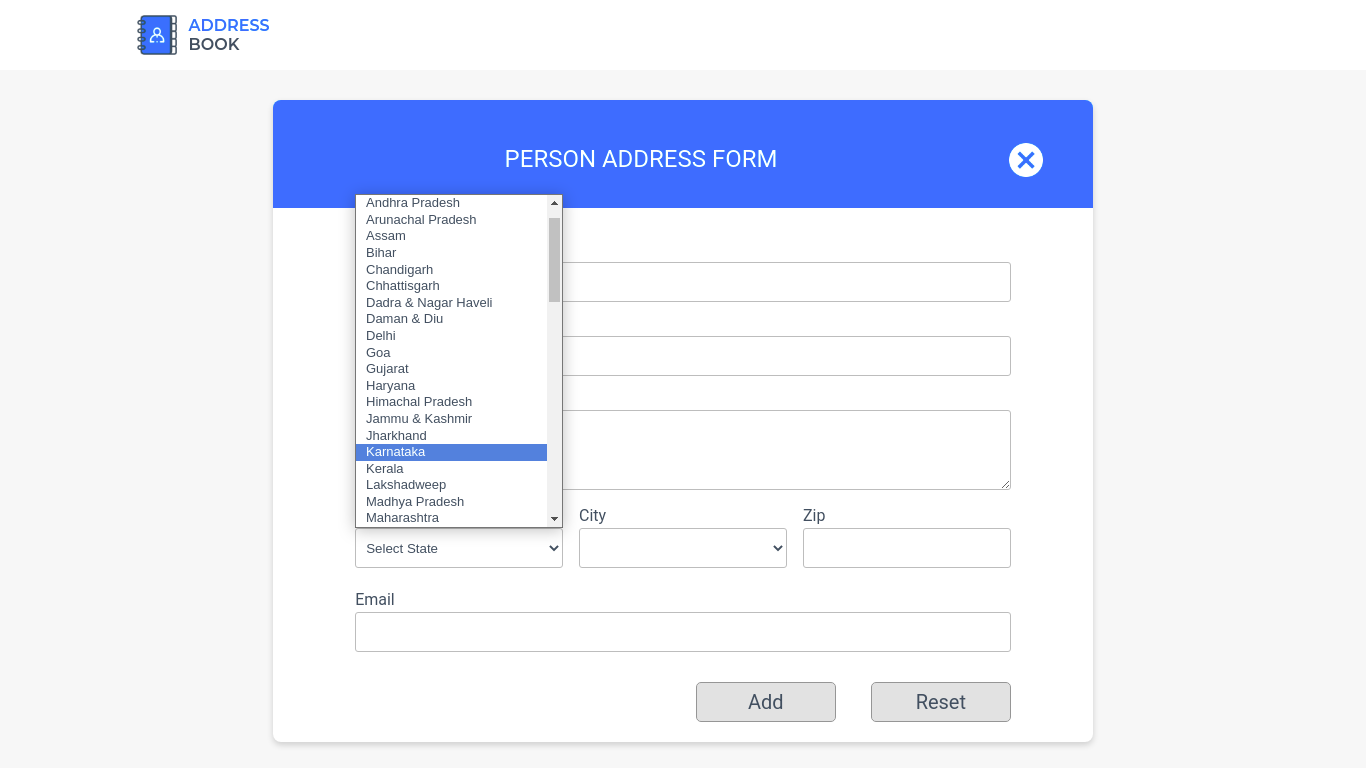 ADDRESS
BOOK
PERSON ADDRESS FORM
Andhra Pradesh
Arunachal Pradesh
Assam
Bihar
Chandigarh
Chhattisgarh
Dadra & Nagar Haveli
Daman & Diu
Delhi
Goa
Gujarat
Haryana
Himachal Pradesh
Jammu & Kashmir
Jharkhand
Karnataka
Kerala
Lakshadweep
Madhya Pradesh
Maharashtra
City
Zip
Select State
Email
Add
Reset